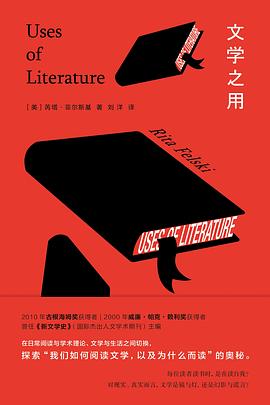 Uses
of
Literature
[美]芮塔·菲尔斯基 著 刘洋 译
文学之用
USES OF LITERATURE
Rita Felski
USES OF LITERATURE
2010年古根海姆奖获得者｜2000年威廉·帕克·赖利奖获得者
曾任《新文学史》(国际杰出人文学术期刊)主编
在日常阅读与学术理论、文学与生活之间切换，
探索“我们如何阅读文学，以及为什么而读”的奥秘。
每位读者读书时，是在读自我？
对现实、真实而言，文学是镜与灯，还是幻影与谎言？